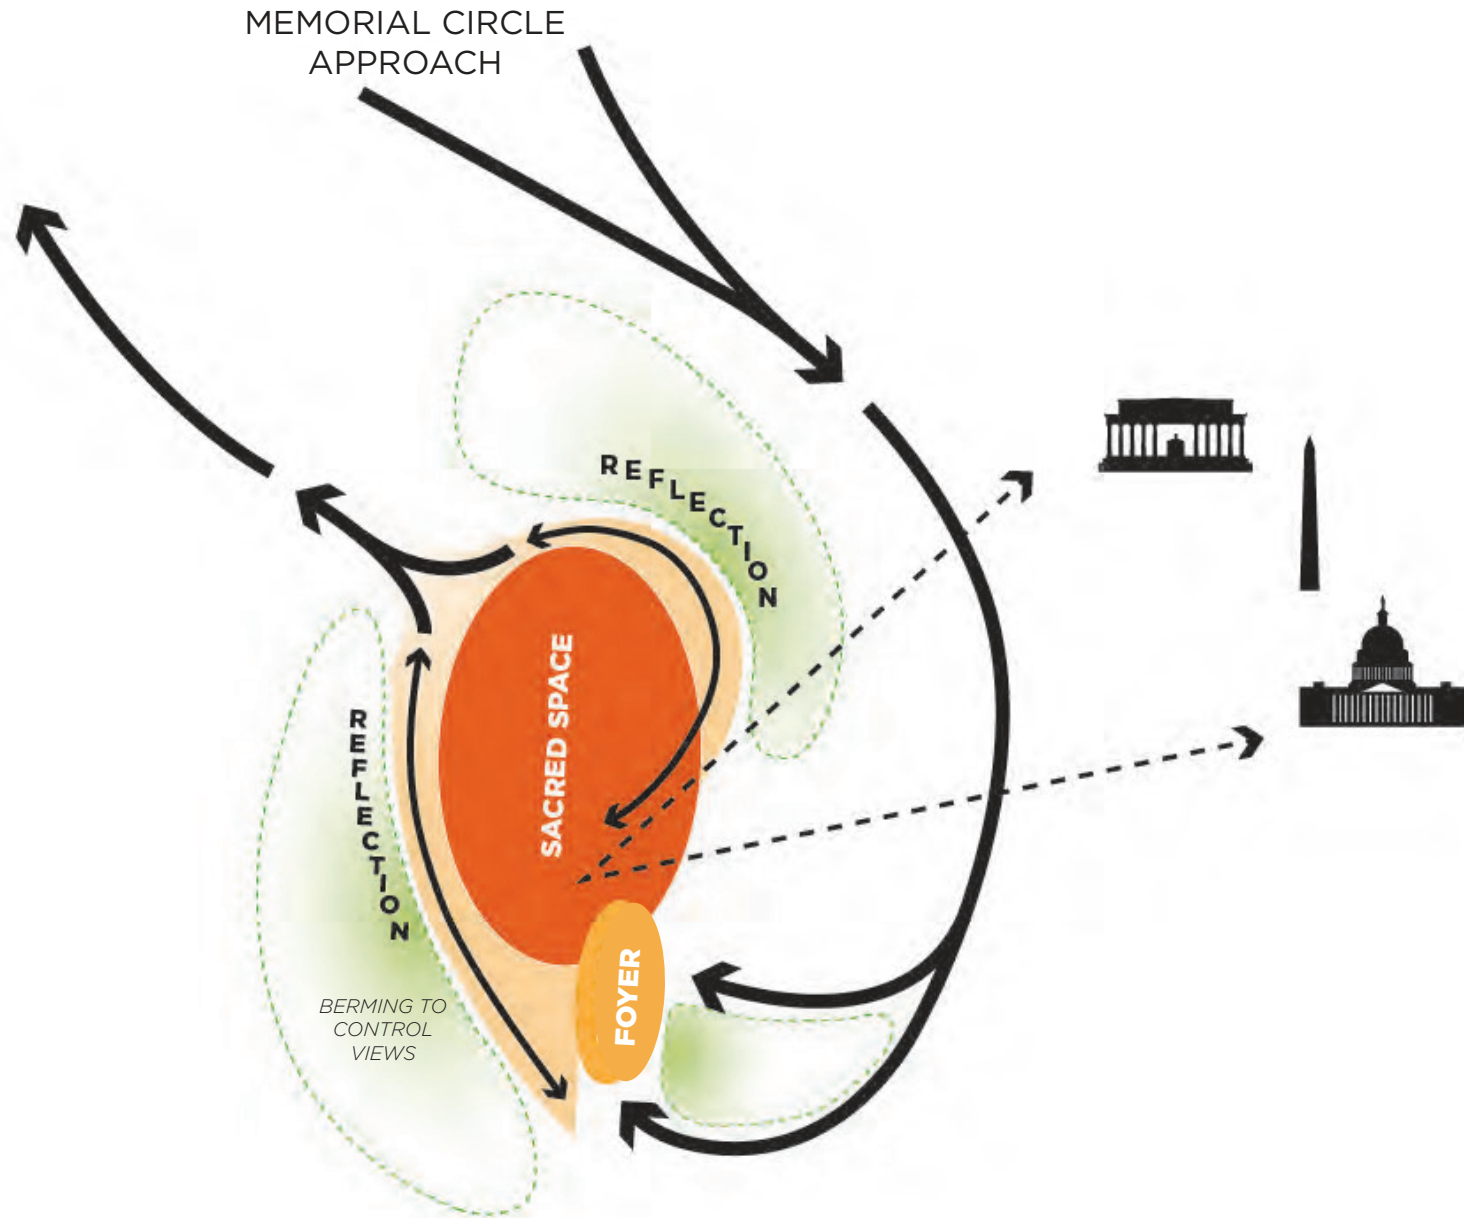 MEMORIAL CIRCLE
APPROACH
REFLECTION
SACRED SPACE
REFLECTION
FOYER
BERMING TO
CONTROL
VIEWS